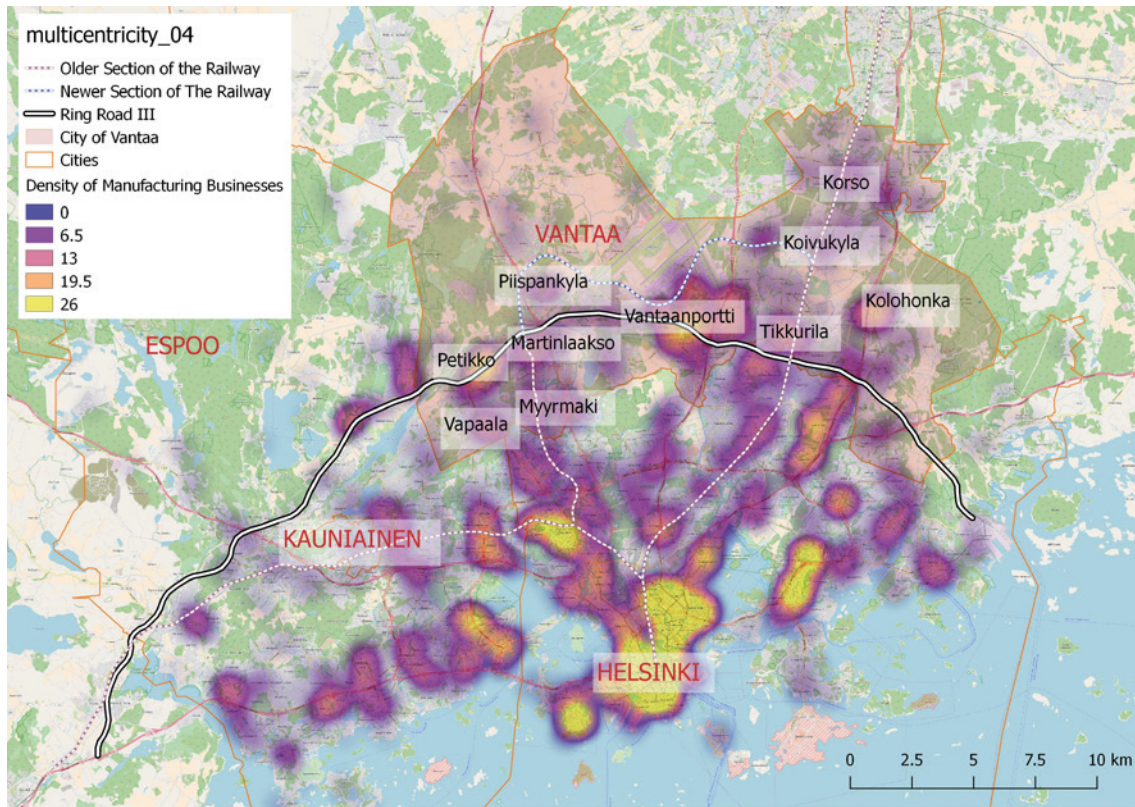 multicentricity_04
Older Section of the Railway
Newer Section of The Railway
Ring Road III
City of Vantaa
Cities
Density of Manufacturing Businesses
0
6.5
13
19.5
26
Korso
VANTAA
Koivukyla
Piispankyla
Kolohonka
Vantaanportti
Tikkurila
ESPOO
Martinlaakso
Petikko
Myyrmaki
Vapaala
KAUNIAINEN
HELSINKI
0 2.5 5 7.5 10 km